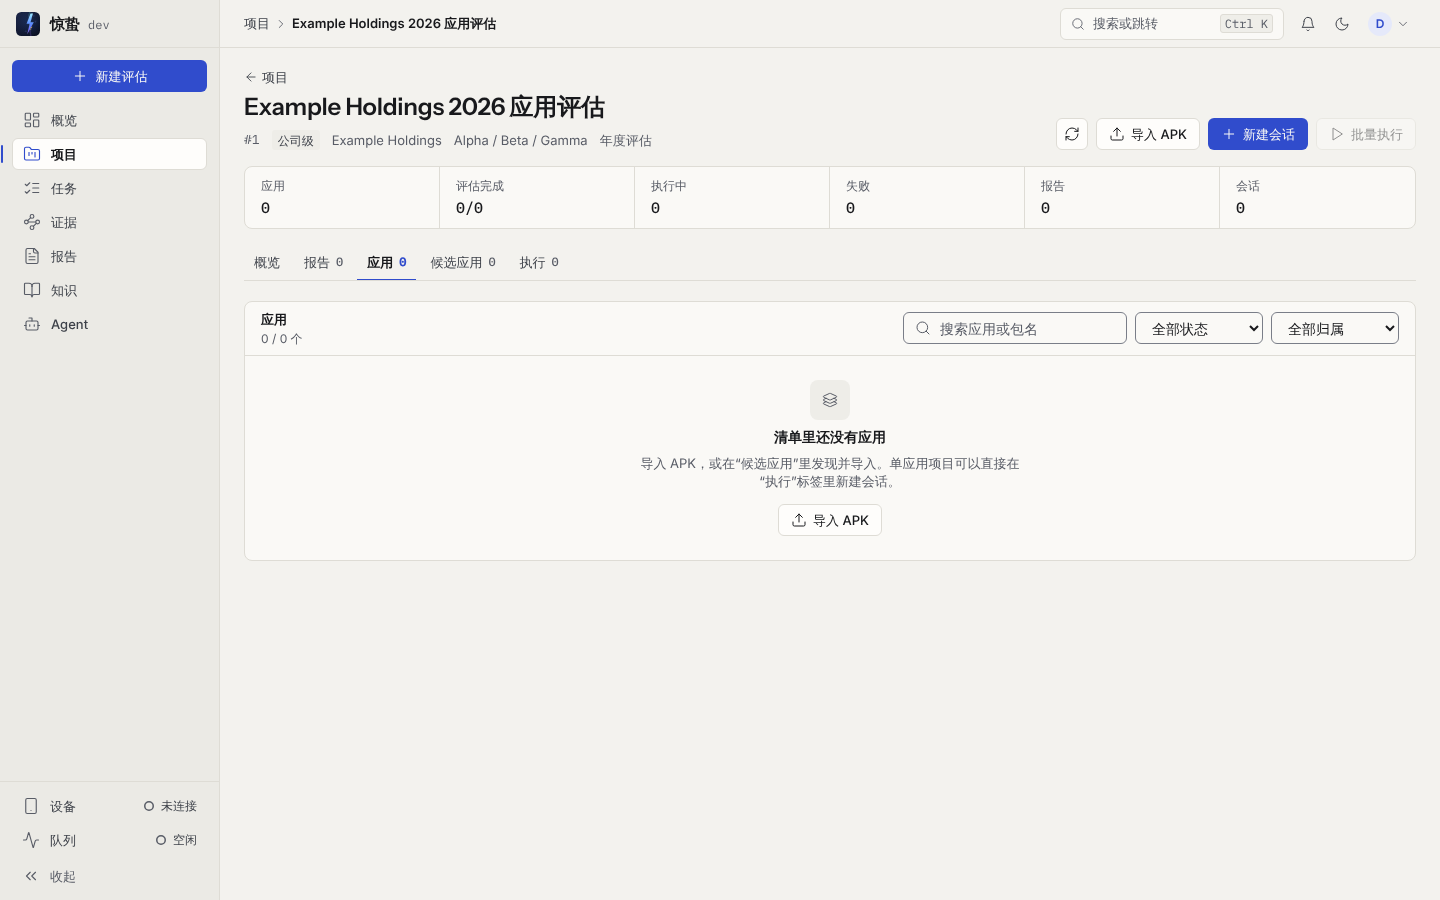 惊蛰 dev
项目 Example Holdings 2026 应用评估
搜索或跳转 Ctrl K
D
新建评估
概览
项目
任务
证据
报告
知识
Agent
设备 未连接
队列 空闲
收起
项目
Example Holdings 2026 应用评估
#1 公司级 Example Holdings Alpha / Beta / Gamma 年度评估
导入 APK
新建会话
批量执行
应用 评估完成 执行中 失败 报告 会话
0 0/0 0 0 0 0
概览 报告 0 应用 0 候选应用 0 执行 0
应用
0 / 0 个
搜索应用或包名 全部状态 全部归属
清单里还没有应用
导入 APK，或在“候选应用”里发现并导入。单应用项目可以直接在
“执行”标签里新建会话。
导入 APK